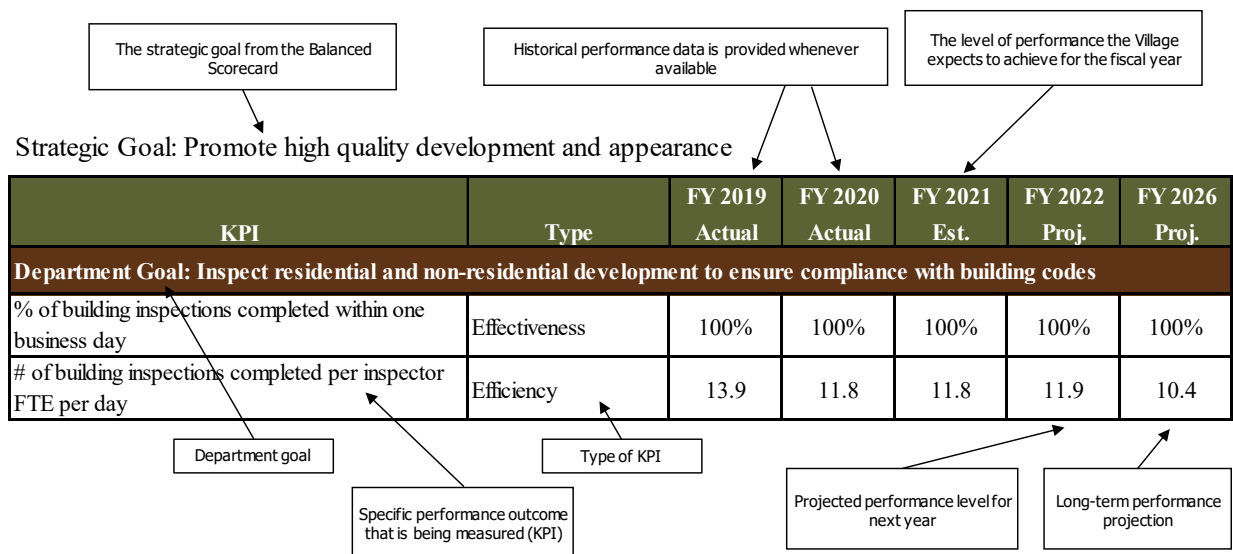 The strategic goal from the Balanced
Scorecard
Historical performance data is provided whenever
available
The level of performance the Village
expects to achieve for the fiscal year
Strategic Goal: Promote high quality development and appearance
KPI Type FY 2019 Actual FY 2020 Actual FY 2021 Est. FY 2022 Proj. FY 2026 Proj.
Department Goal: Inspect residential and non-residential development to ensure compliance with building codes
% of building inspections completed within one
business day
Effectiveness 100% 100% 100% 100% 100%
# of building inspections completed per inspector
FTE per day
Efficiency 13.9 11.8 11.8 11.9 10.4
Department goal
Type of KPI
Specific performance outcome
that is being measured (KPI)
Projected performance level for
next year
Long-term performance
projection